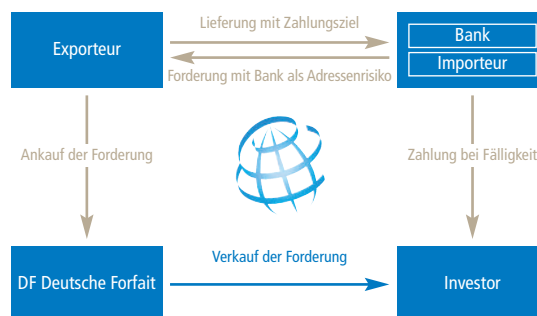 Lieferung mit Zahlungsziel
Exporteur
Bank
Importeur
Forderung mit Bank als Adressenrisiko
Ankauf der Forderung
Zahlung bei Fälligkeit
Verkauf der Forderung
DF Deutsche Forfait
Investor